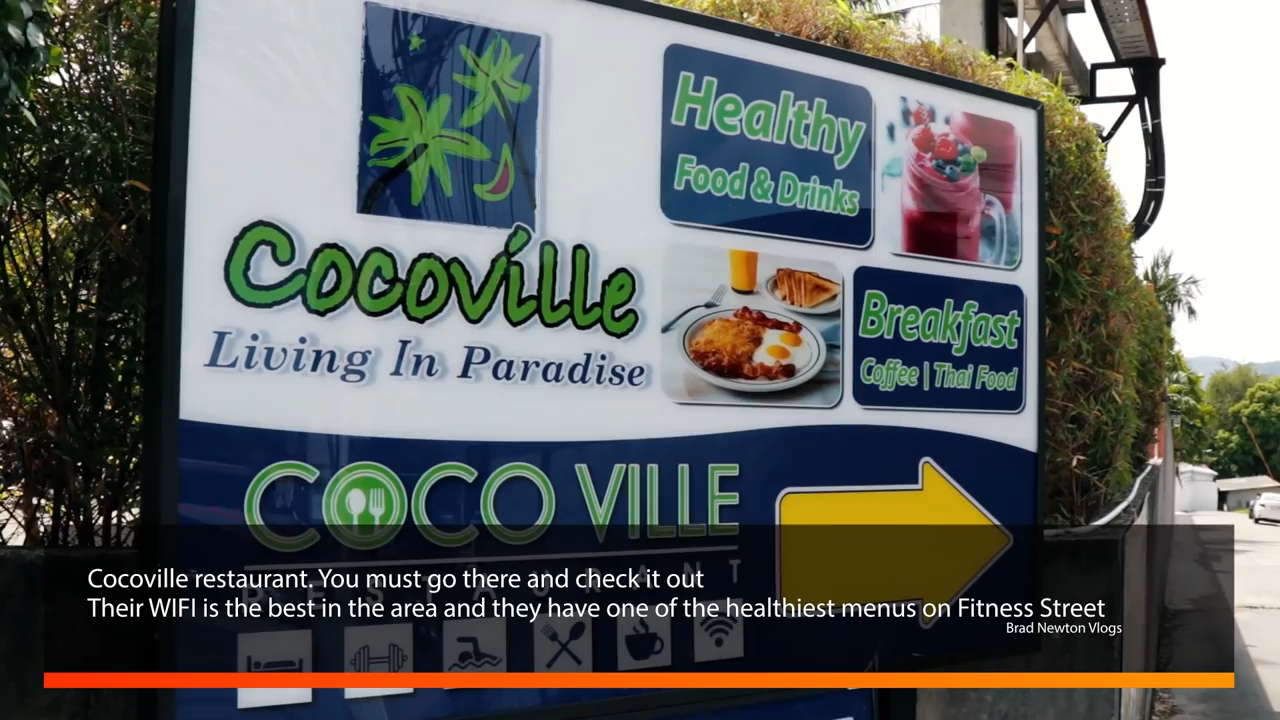 Healthy
Food & Drinks
Cocoville
Living In Paradise
Breakfast
Coffee | Thai Food
COCO VILLE
RESTAURANT
Cocoville restaurant. You must go there and check it out
Their WIFI is the best in the area and they have one of the healthiest menus on Fitness Street
Brad Newton Vlogs